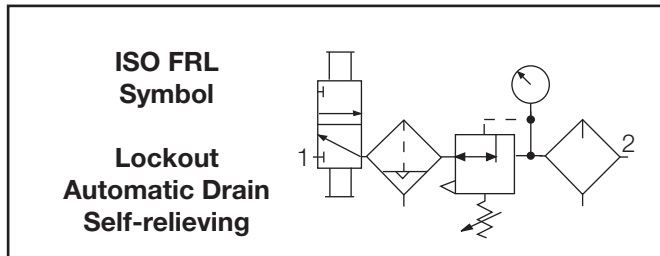 ISO FRL
Symbol
Lockout
Automatic Drain
Self-relieving
1
2